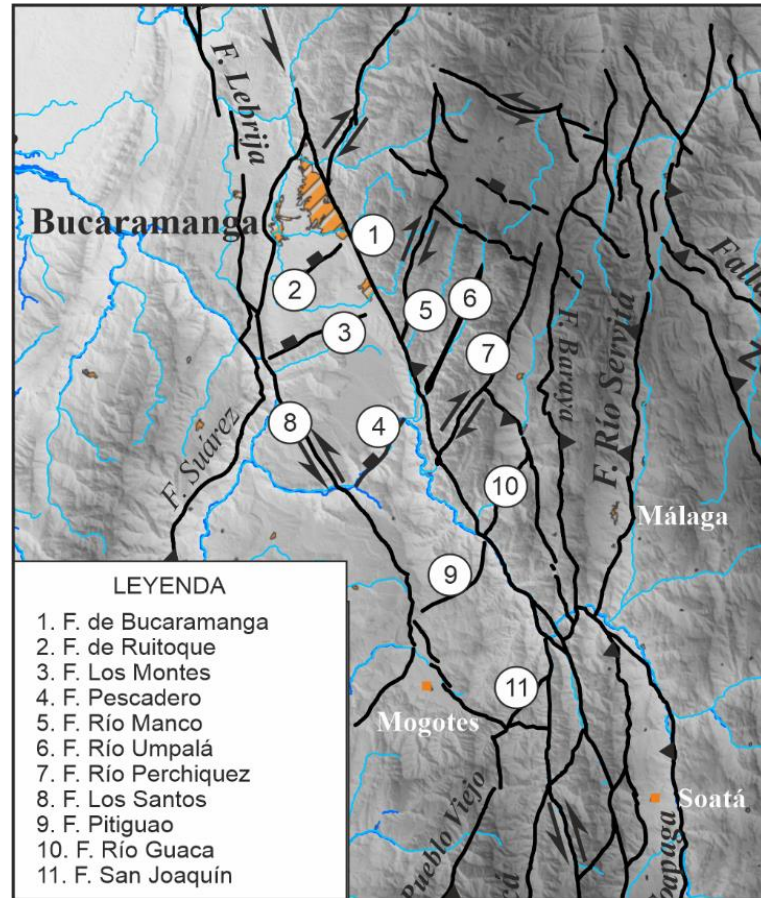 F. Lebrija
Bucaramanga
1
2
3
4
5
6
7
8
9
10
11
F. Baraya
F. Río Servitá
Falla
F. Suárez
Málaga
Mogotes
Soatá
Pueblo Viejo
LEYENDA
1. F. de Bucaramanga
2. F. de Ruitoque
3. F. Los Montes
4. F. Pescadero
5. F. Río Manco
6. F. Río Umpalá
7. F. Río Perchiquez
8. F. Los Santos
9. F. Pitiguao
10. F. Río Guaca
11. F. San Joaquín